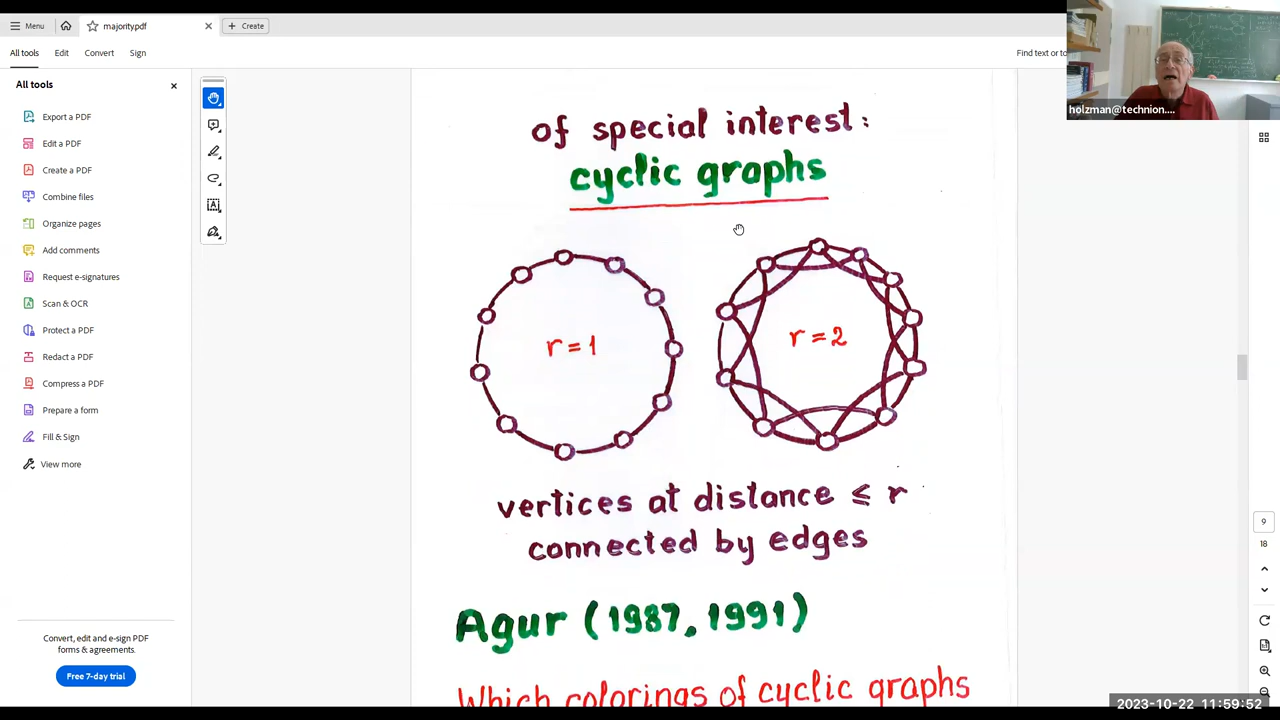 Menu
majority.pdf
Create
All tools
Edit
Convert
Sign
Find text or to
holzman@technion....
All tools
Export a PDF
Edit a PDF
Create a PDF
Combine files
Organize pages
Add comments
Request e-signatures
Scan & OCR
Protect a PDF
Redact a PDF
Compress a PDF
Prepare a form
Fill & Sign
View more
Convert, edit and e-sign PDF
forms & agreements.
Free 7-day trial
of special interest:
cyclic graphs
r = 1
r = 2
vertices at distance ≤ r
connected by edges
Agur (1987, 1991)
Which colorings of cyclic graphs
9
18
2023-10-22 11:59:52